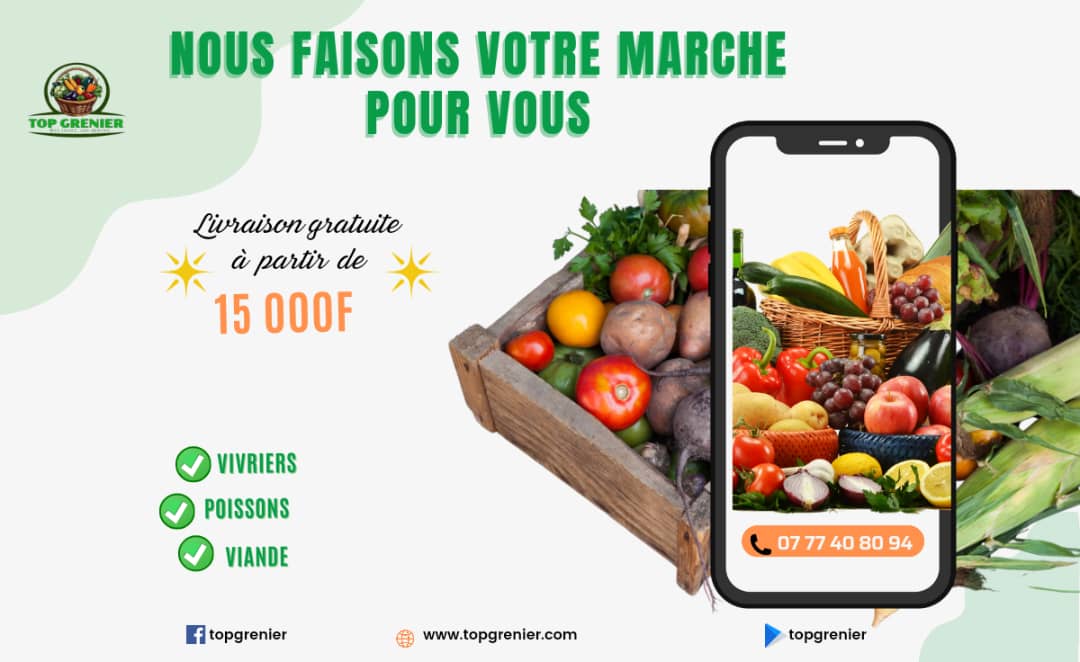 NOUS FAISONS VOTRE MARCHE
POUR VOUS
TOP GRENIER
Livraison gratuite
à partir de
15 000F
VIVRIERS
POISSONS
VIANDE
07 77 40 80 94
topgrenier
www.topgrenier.com
topgrenier